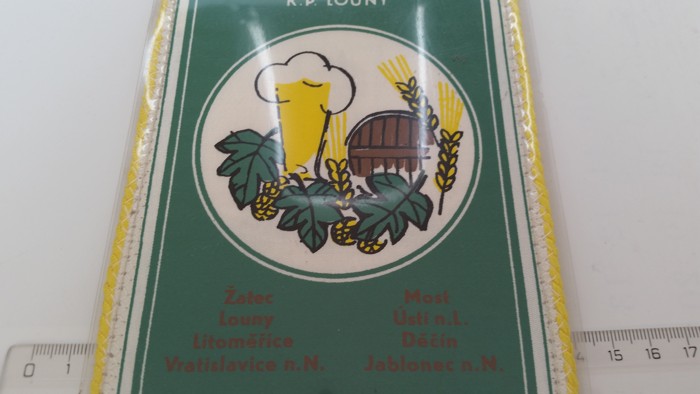 K.P. LOUNY
Žatec
Louny
Litoměřice
Vratislavice n.N.
Most
Ústí n.L.
Děčín
Jablonec n.N.
0 1 15 16 17